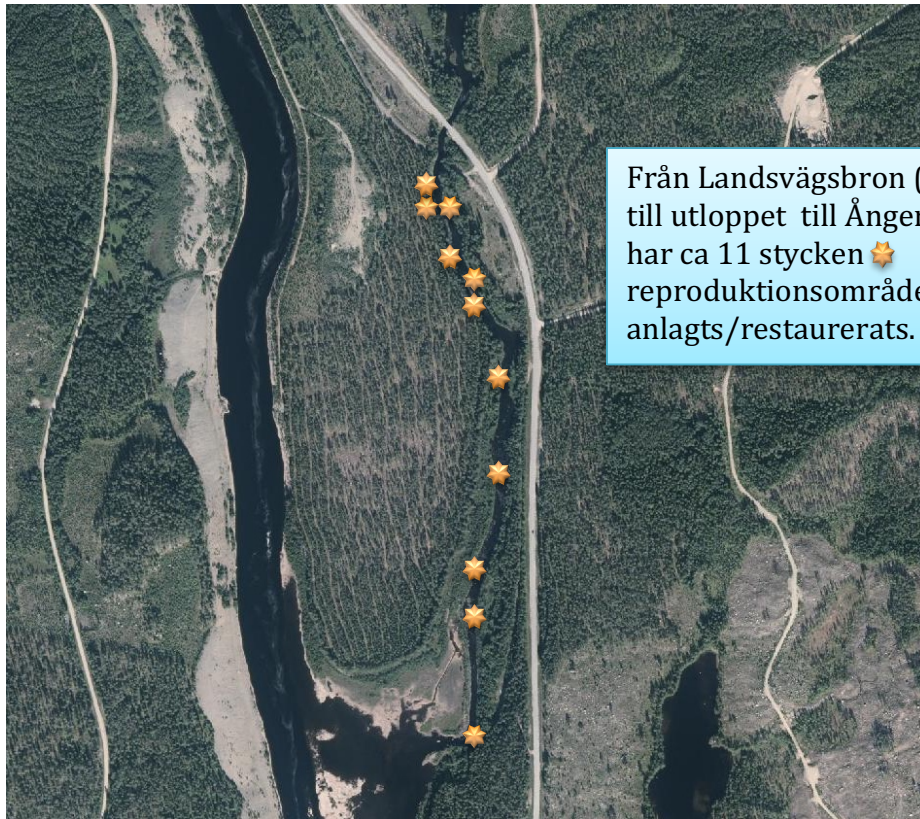 Från Landsvägsbron (
till utloppet till Ånger
har ca 11 stycken
reproduktionsområde
anlagts/restaurerats.